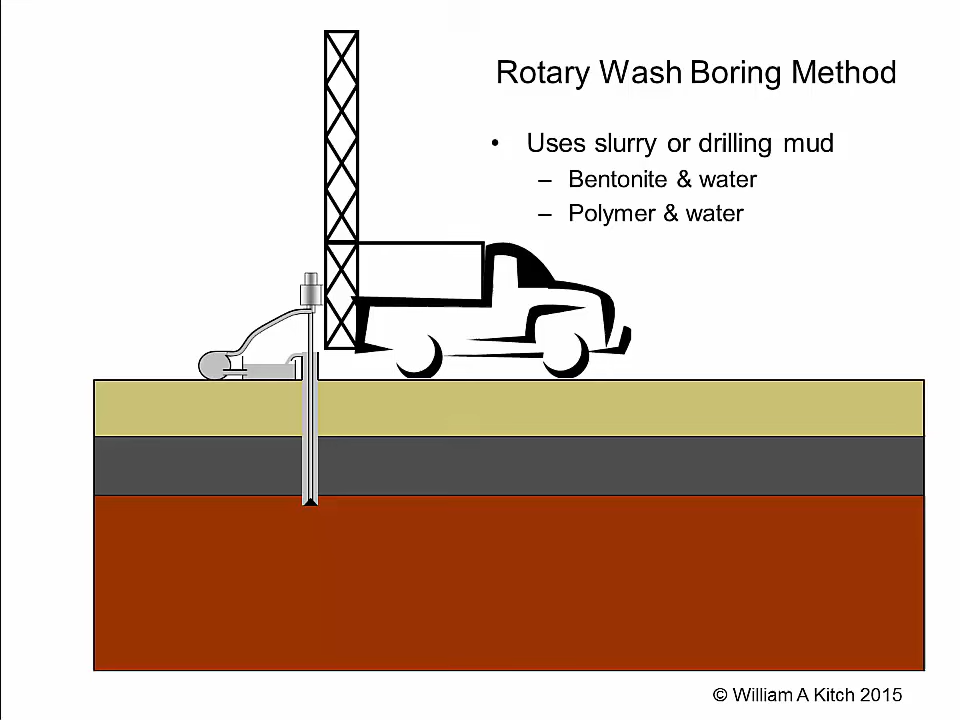 Rotary Wash Boring Method
• Uses slurry or drilling mud
– Bentonite & water
– Polymer & water
© William A Kitch 2015